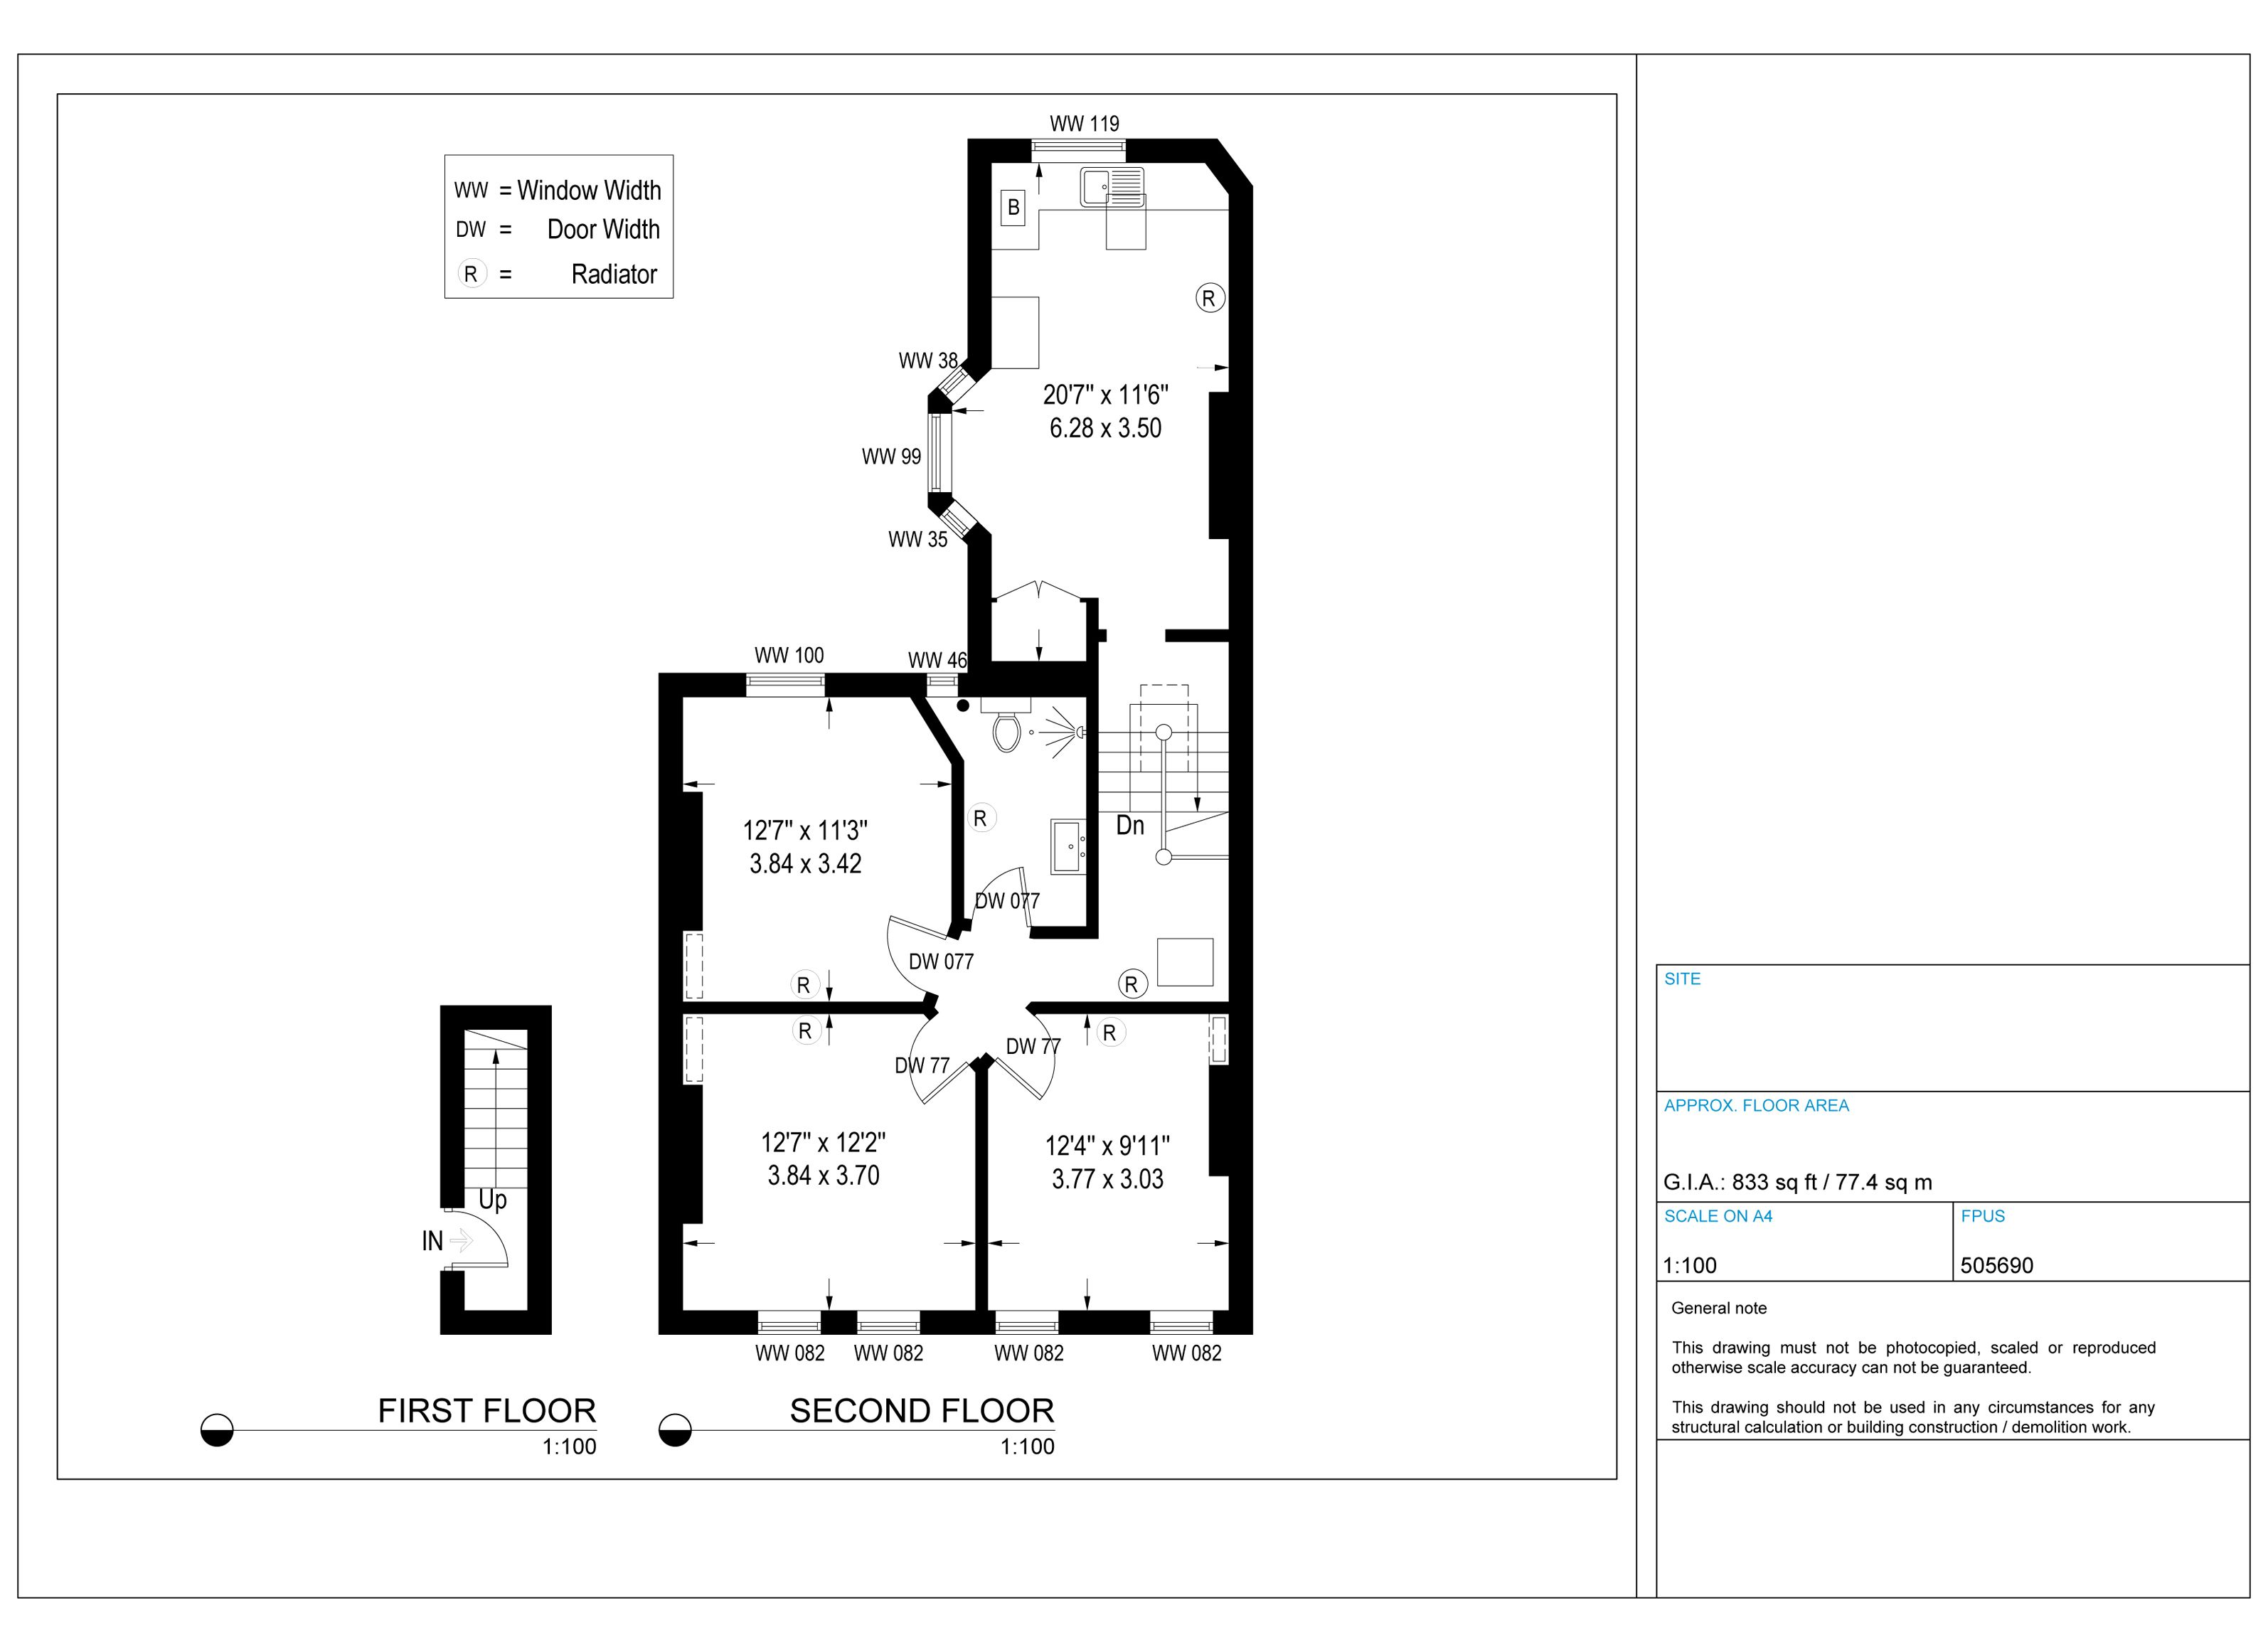 WW = Window Width
DW = Door Width
R = Radiator
WW 119
B
R
WW 38
20'7" x 11'6"
6.28 x 3.50
WW 99
WW 35
WW 100
WW 46
12'7" x 11'3"
3.84 x 3.42
R
Dn
DW 077
DW 077
R
R
R
R
DW 77
DW 77
12'7" x 12'2"
3.84 x 3.70
12'4" x 9'11"
3.77 x 3.03
Up
IN
WW 082
WW 082
WW 082
WW 082
FIRST FLOOR
1:100
SECOND FLOOR
1:100
SITE
APPROX. FLOOR AREA
G.I.A.: 833 sq ft / 77.4 sq m
SCALE ON A4
1:100
FPUS
505690
General note
This drawing must not be photocopied, scaled or reproduced
otherwise scale accuracy can not be guaranteed.
This drawing should not be used in any circumstances for any
structural calculation or building construction / demolition work.